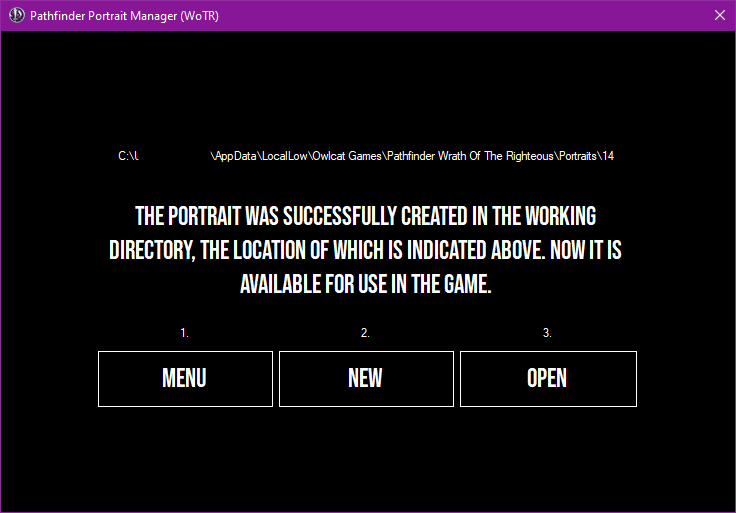 Pathfinder Portrait Manager (WoTR)
C:\ \AppData\LocalLow\Owlcat Games\Pathfinder Wrath Of The Righteous\Portraits\14
THE PORTRAIT WAS SUCCESSFULLY CREATED IN THE WORKING
DIRECTORY, THE LOCATION OF WHICH IS INDICATED ABOVE. NOW IT IS
AVAILABLE FOR USE IN THE GAME.
1. 2. 3.
MENU NEW OPEN